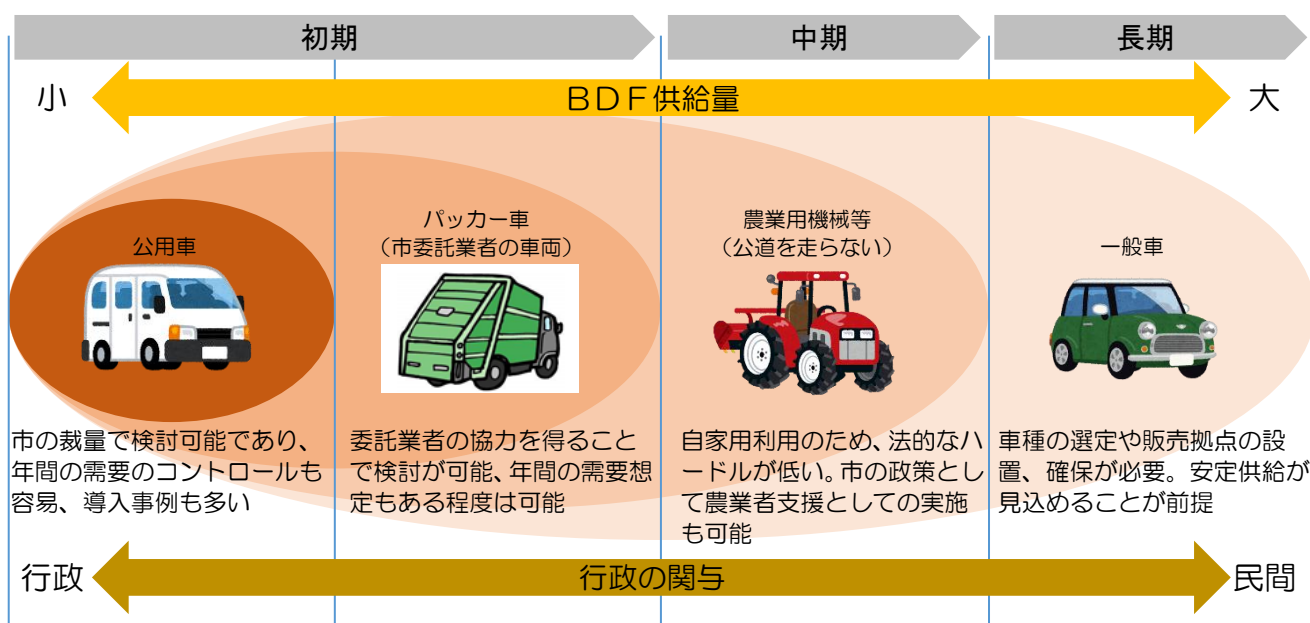 初期
中期
長期
小
ＢＤＦ供給量
大
公用車
パッカー車
（市委託業者の車両）
農業用機械等
（公道を走らない）
一般車
市の裁量で検討可能であり、
年間の需要のコントロールも
容易、導入事例も多い
委託業者の協力を得ること
で検討が可能、年間の需要想
定もある程度は可能
自家用利用のため、法的なハ
ードルが低い。市の政策とし
て農業者支援としての実施
も可能
車種の選定や販売拠点の設
置、確保が必要。安定供給が
見込めることが前提
行政
行政の関与
民間